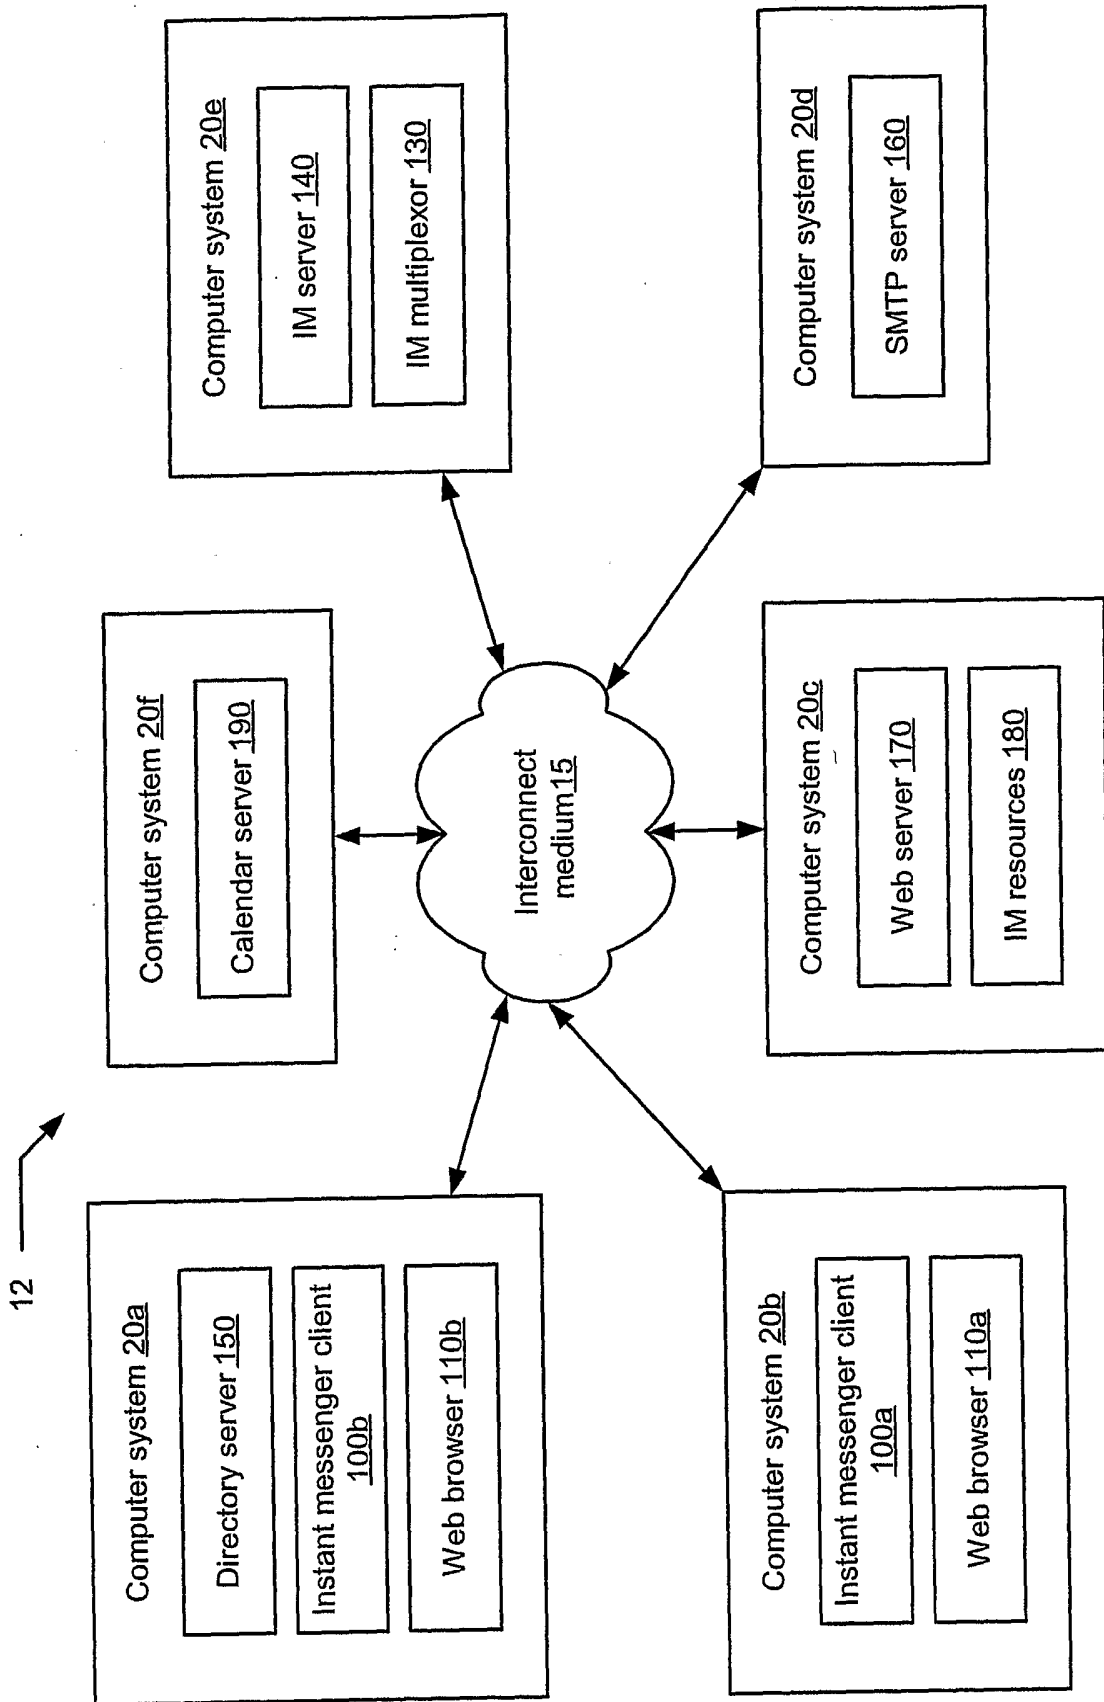 12
Computer system 20a
Directory server 150
Instant messenger client
100b
Web browser 110b
Computer system 20f
Calendar server 190
Computer system 20e
IM server 140
IM multiplexor 130
Interconnect
medium15
Computer system 20b
Instant messenger client
100a
Web browser 110a
Computer system 20c
Web server 170
IM resources 180
Computer system 20d
SMTP server 160